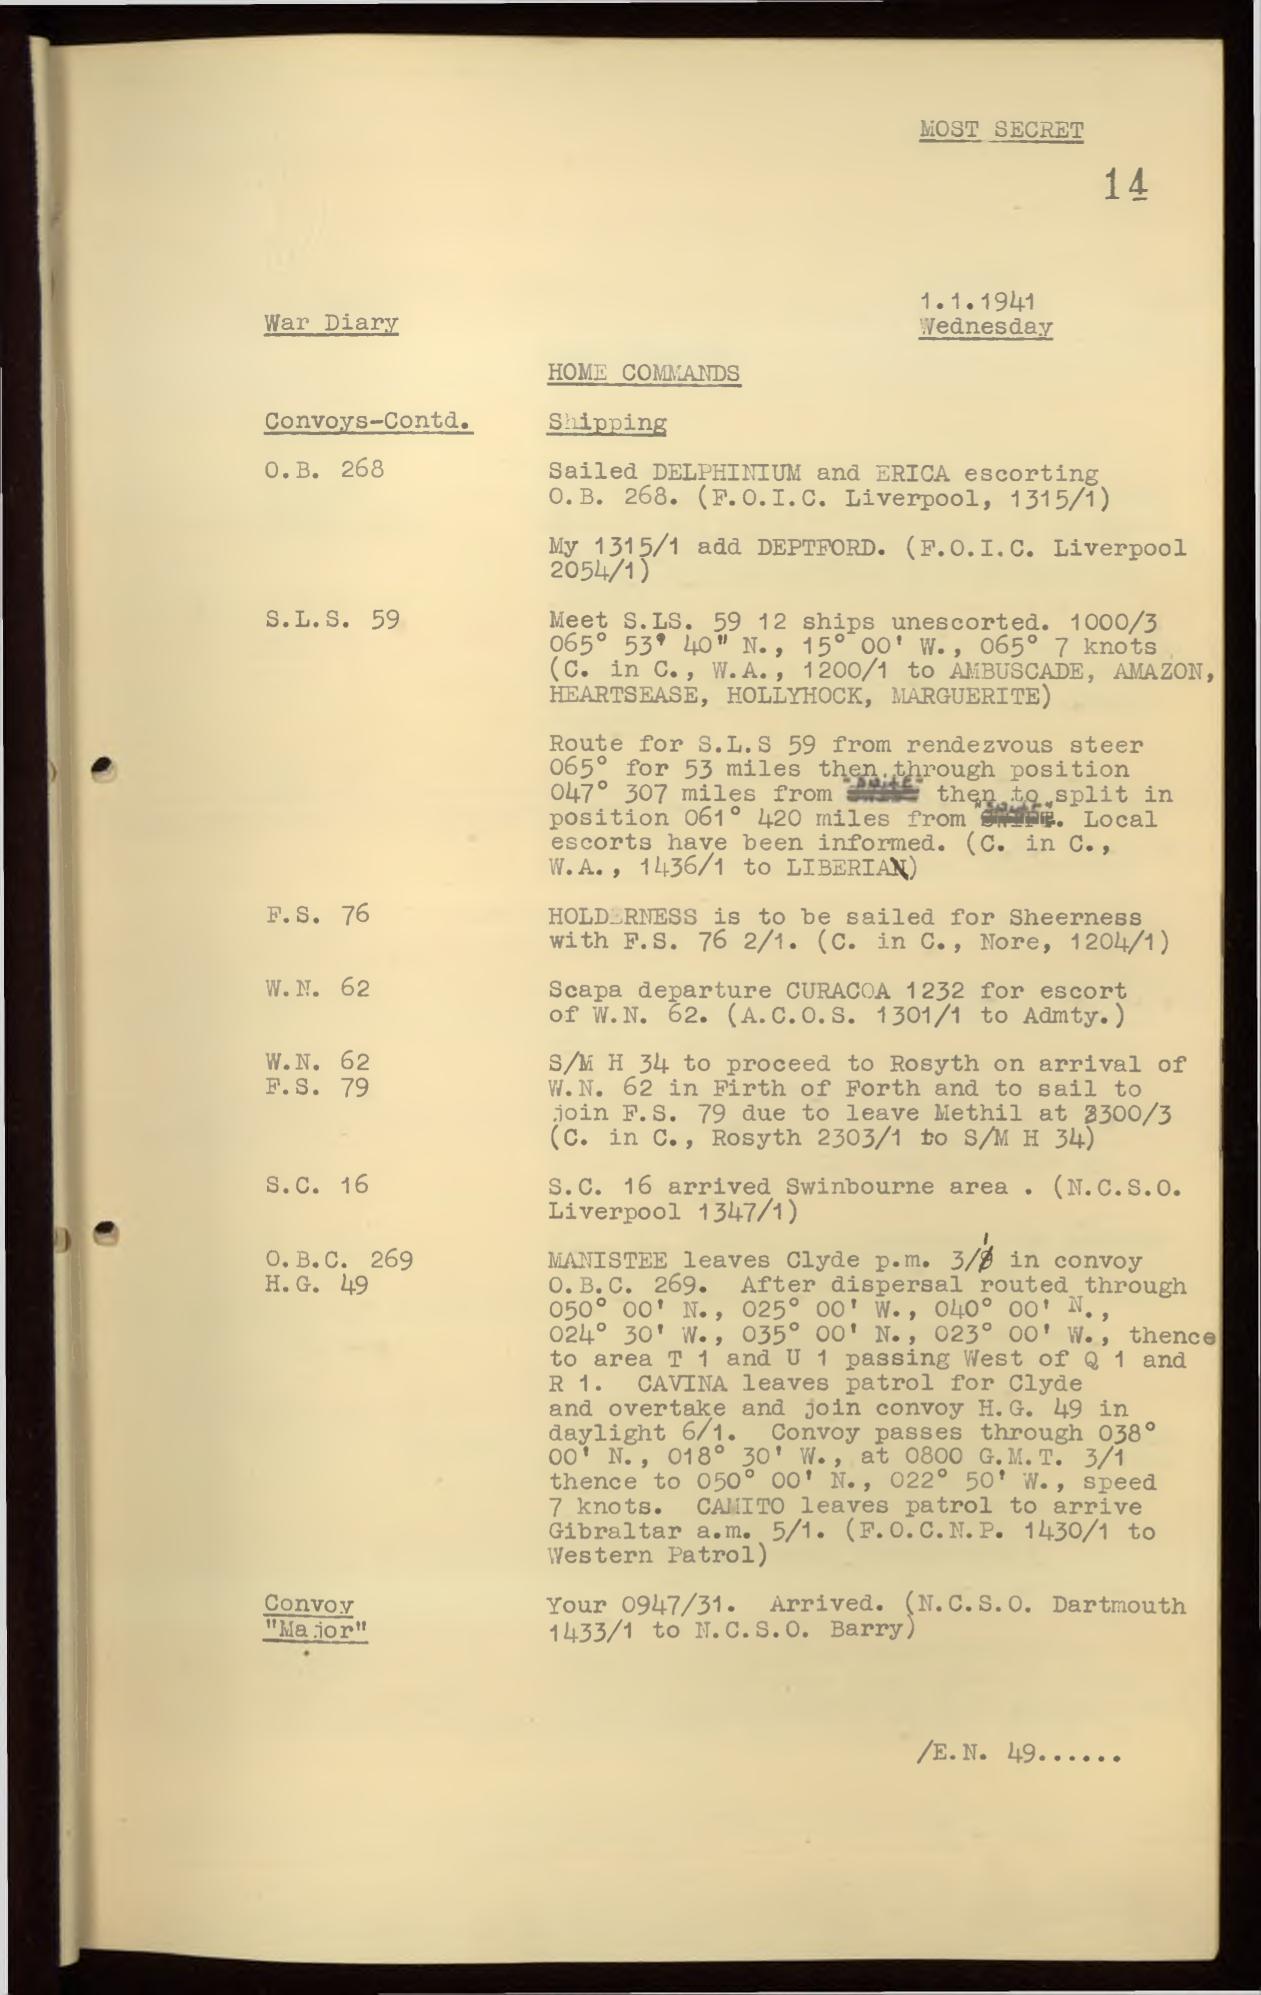 MOST SECRET
14
1.1.1941
War Diary
Wednesday
HOME COMMANDS
Convoys-Contd. Shipping
O.B. 268 Sailed DELPHINIUM and ERICA escorting
O.B. 268. (F.O.I.C. Liverpool, 1315/1)
My 1315/1 add DEPTFORD. (F.O.I.C. Liverpool
2054/1)
S.L.S. 59 Meet S.LS. 59 12 ships unescorted. 1000/3
065° 53' 40" N., 15° 00' W., 065° 7 knots
(C. in C., W.A., 1200/1 to AMBUSCADE, AMAZON,
HEARTSEASE, HOLLYHOCK, MARGUERITE)
Route for S.L.S 59 from rendezvous steer
065° for 53 miles then through position
047° 307 miles from then to split in
position 061° 420 miles from . Local
escorts have been informed. (C. in C.,
W.A., 1436/1 to LIBERIAN)
F.S. 76 HOLDERNESS is to be sailed for Sheerness
with F.S. 76 2/1. (C. in C., Nore, 1204/1)
W.N. 62 Scapa departure CURACOA 1232 for escort
of W.N. 62. (A.C.O.S. 1301/1 to Admty.)
W.N. 62 S/M H 34 to proceed to Rosyth on arrival of
F.S. 79 W.N. 62 in Firth of Forth and to sail to
join F.S. 79 due to leave Methil at 2300/3
(C. in C., Rosyth 2303/1 to S/M H 34)
S.C. 16 S.C. 16 arrived Swinbourne area . (N.C.S.O.
Liverpool 1347/1)
O.B.C. 269 MANISTEE leaves Clyde p.m. 3/1 in convoy
H.G. 49 O.B.C. 269. After dispersal routed through
050° 00' N., 025° 00' W., 040° 00' N.,
024° 30' W., 035° 00' N., 023° 00' W., thence
to area T 1 and U 1 passing West of Q 1 and
R 1. CAVINA leaves patrol for Clyde
and overtake and join convoy H.G. 49 in
daylight 6/1. Convoy passes through 038°
00' N., 018° 30' W., at 0800 G.M.T. 3/1
thence to 050° 00' N., 022° 50' W., speed
7 knots. CAMITO leaves patrol to arrive
Gibraltar a.m. 5/1. (F.O.C.N.P. 1430/1 to
Western Patrol)
Convoy Your 0947/31. Arrived. (N.C.S.O. Dartmouth
"Major" 1433/1 to N.C.S.O. Barry)
/E.N. 49......